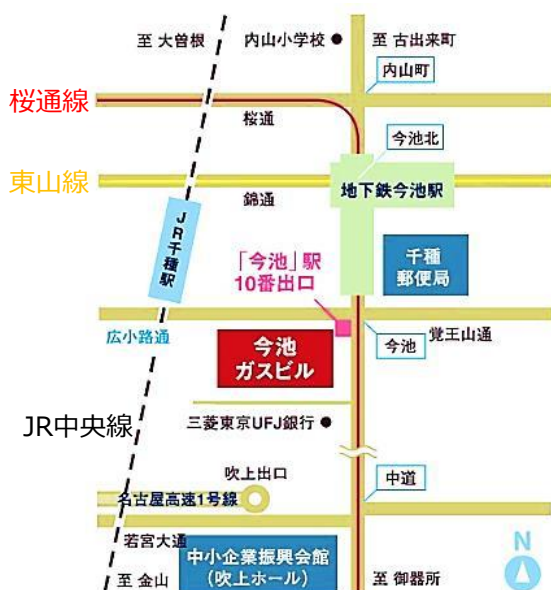 至 大曽根
内山小学校
至 古出来町
内山町
桜通線
桜通
今池北
東山線
地下鉄今池駅
錦通
JR千種駅
「今池」駅
10番出口
千種
郵便局
広小路通
今池
ガスビル
今池
覚王山通
JR中央線
三菱東京UFJ銀行
吹上出口
中道
名古屋高速1号線
若宮大通
中小企業振興会館
(吹上ホール)
N
至 金山
至 御器所